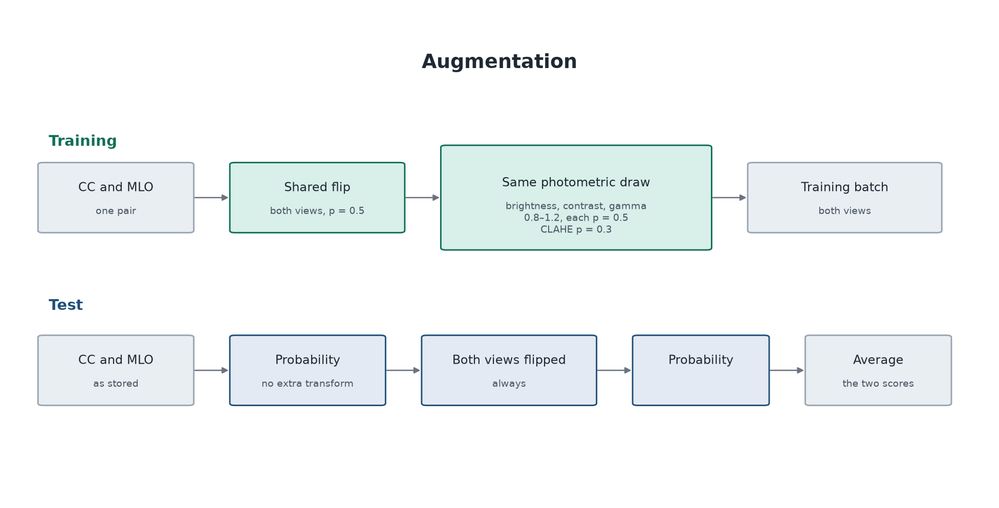 Augmentation
Training
CC and MLO
one pair
Shared flip
both views, p = 0.5
Same photometric draw
brightness, contrast, gamma
0.8–1.2, each p = 0.5
CLAHE p = 0.3
Training batch
both views
Test
CC and MLO
as stored
Probability
no extra transform
Both views flipped
always
Probability
Average
the two scores